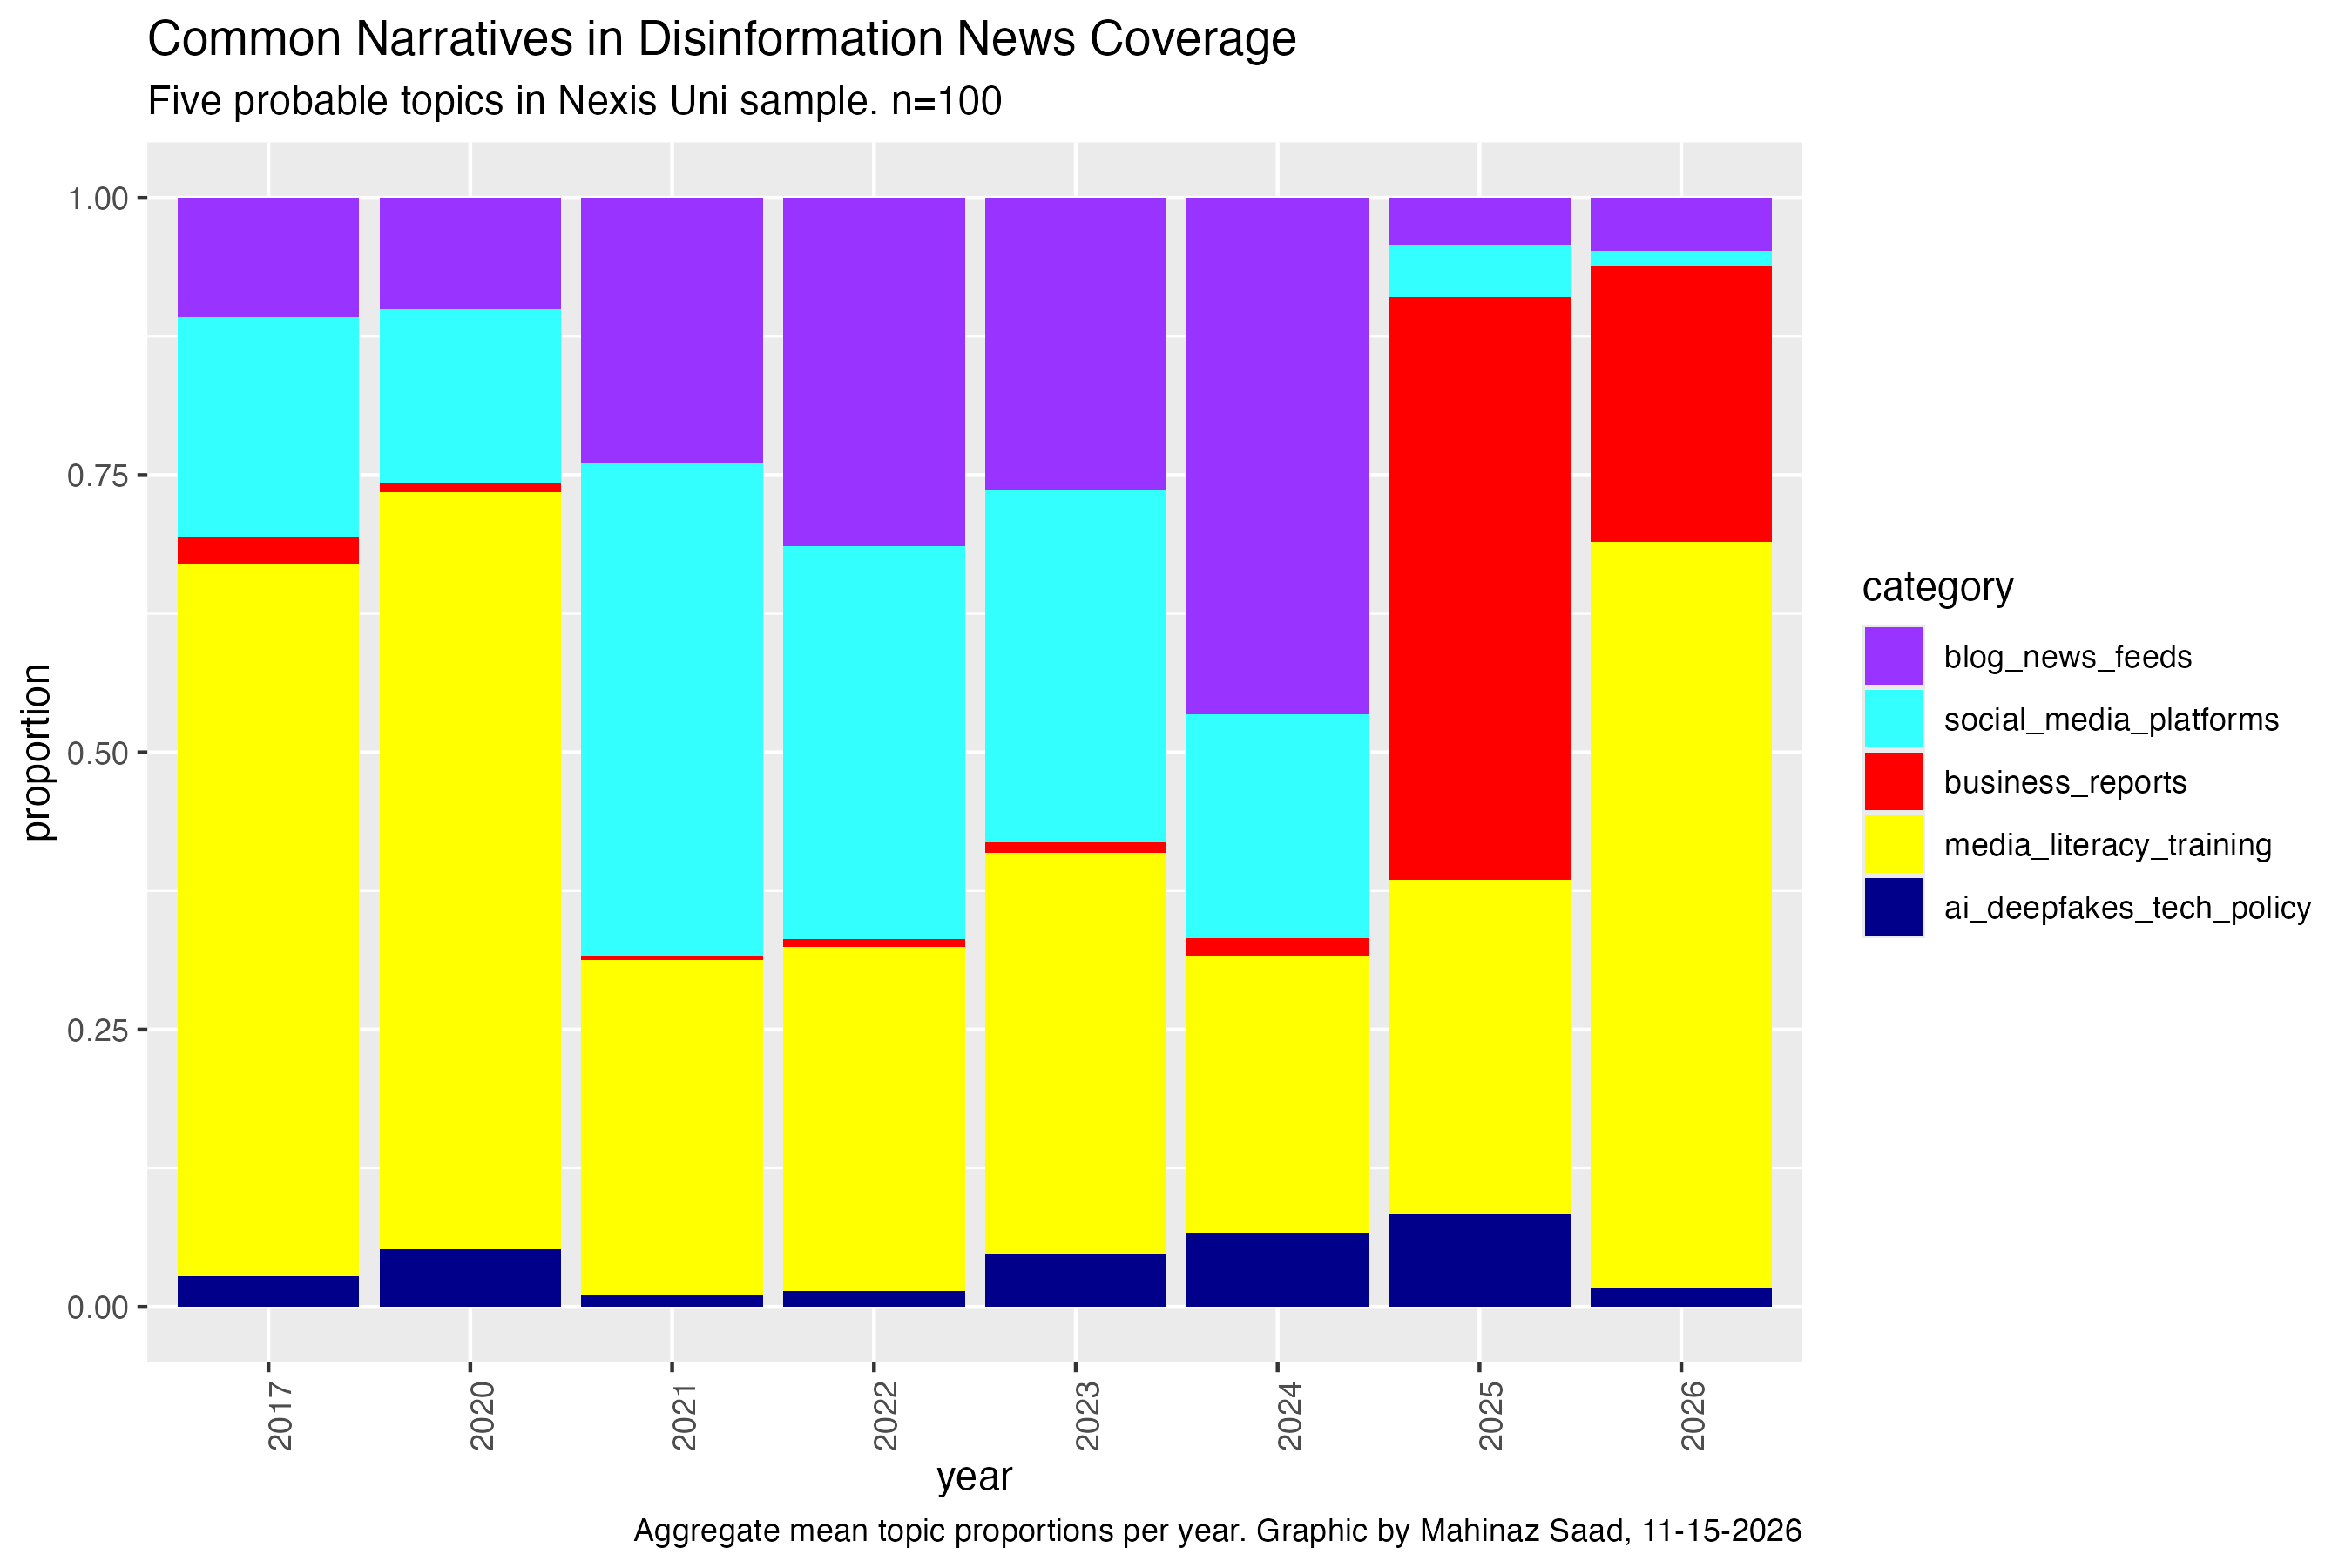 Common Narratives in Disinformation News Coverage
Five probable topics in Nexis Uni sample. n=100
1.00
0.75
0.50
0.25
0.00
proportion
2017
2020
2021
2022
2023
2024
2025
2026
year
category
blog_news_feeds
social_media_platforms
business_reports
media_literacy_training
ai_deepfakes_tech_policy
Aggregate mean topic proportions per year. Graphic by Mahinaz Saad, 11-15-2026